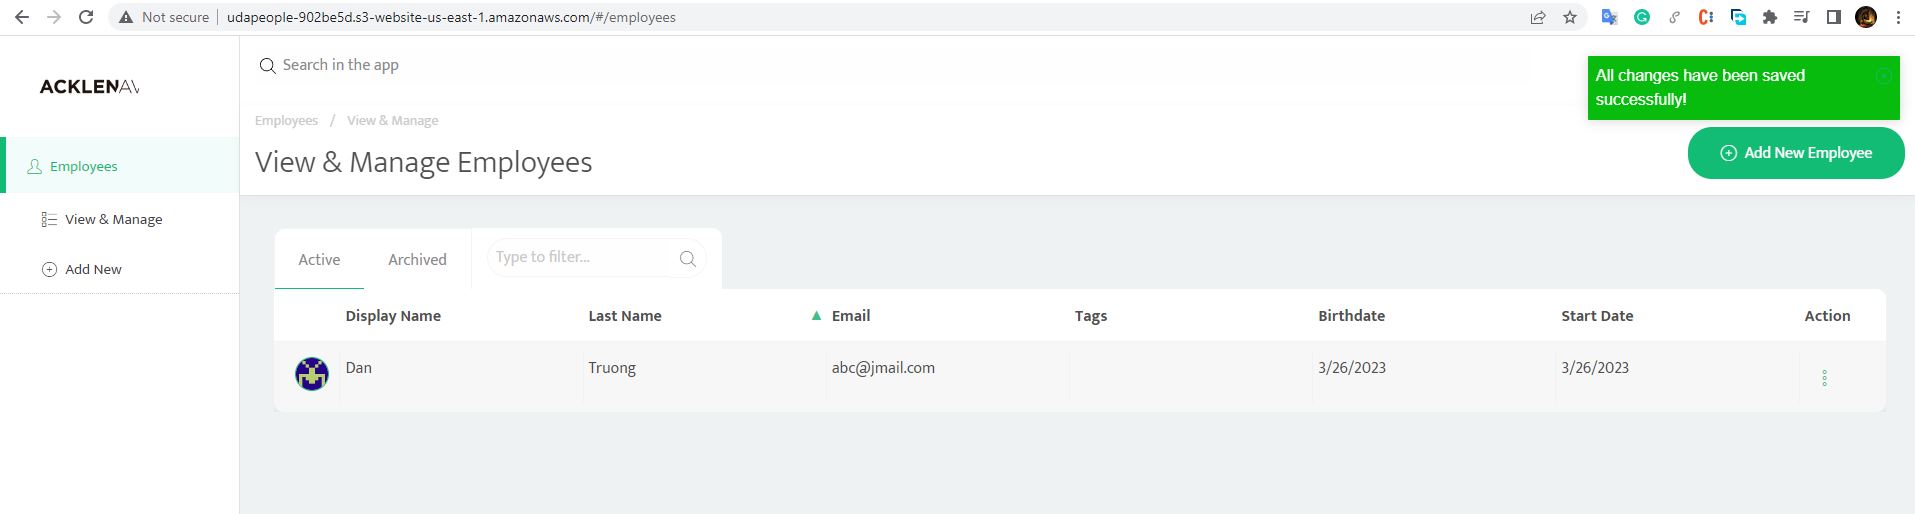 Not secure udapeople-902be5d.s3-website-us-east-1.amazonaws.com/#/employees
ACKLENAV
Search in the app
All changes have been saved
successfully!
Employees / View & Manage
View & Manage Employees
Add New Employee
Employees
View & Manage
Add New
Active Archived Type to filter...
Display Name Last Name Email Tags Birthdate Start Date Action
Dan Truong abc@jmail.com 3/26/2023 3/26/2023